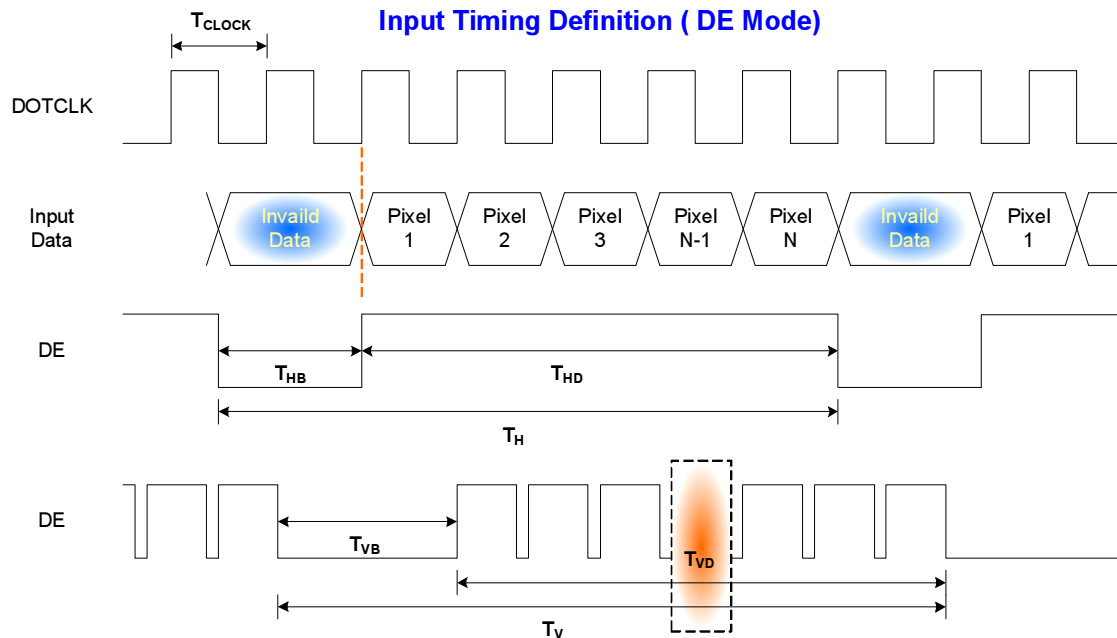 Input Timing Definition ( DE Mode)
TCLOCK
DOTCLK
Input
Data
Invaild
Data
Pixel
1
Pixel
2
Pixel
3
Pixel
N-1
Pixel
N
Invaild
Data
Pixel
1
DE
THB
THD
TH
DE
TVB
TVD
TV